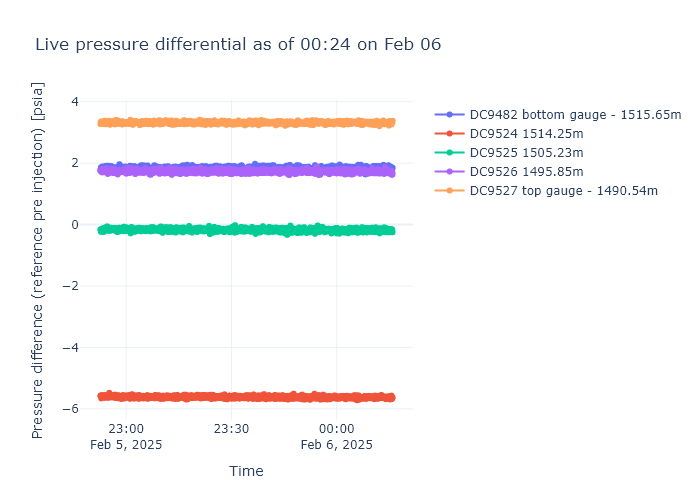 Live pressure differential as of 00:24 on Feb 06
Pressure difference (reference pre injection) [psia]
4
2
0
−2
−4
−6
23:00
Feb 5, 2025
23:30
00:00
Feb 6, 2025
Time
DC9482 bottom gauge - 1515.65m
DC9524 1514.25m
DC9525 1505.23m
DC9526 1495.85m
DC9527 top gauge - 1490.54m